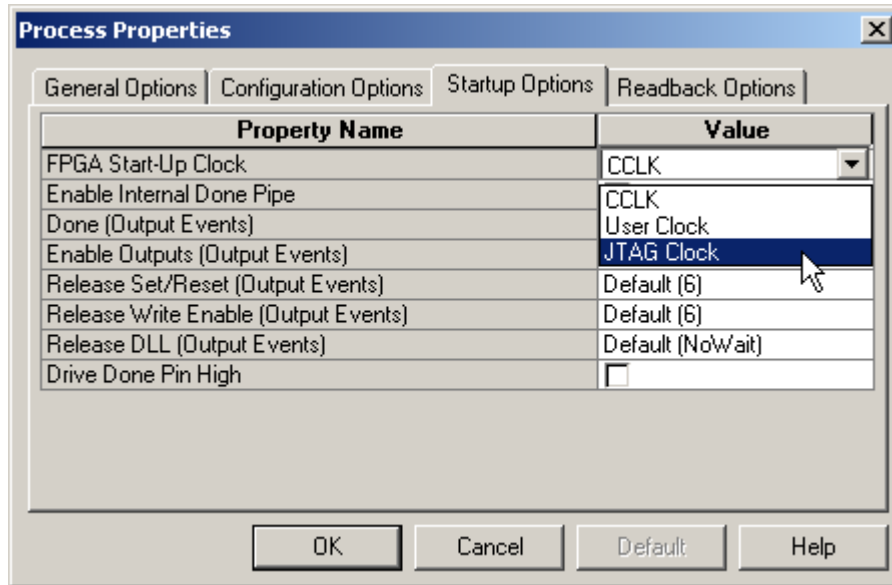 Process Properties
General Options Configuration Options Startup Options Readback Options
Property Name Value
FPGA Start-Up Clock CCLK
Enable Internal Done Pipe CCLK
Done (Output Events) User Clock
Enable Outputs (Output Events) JTAG Clock
Release Set/Reset (Output Events) Default (6)
Release Write Enable (Output Events) Default (6)
Release DLL (Output Events) Default (NoWait)
Drive Done Pin High
OK Cancel Default Help